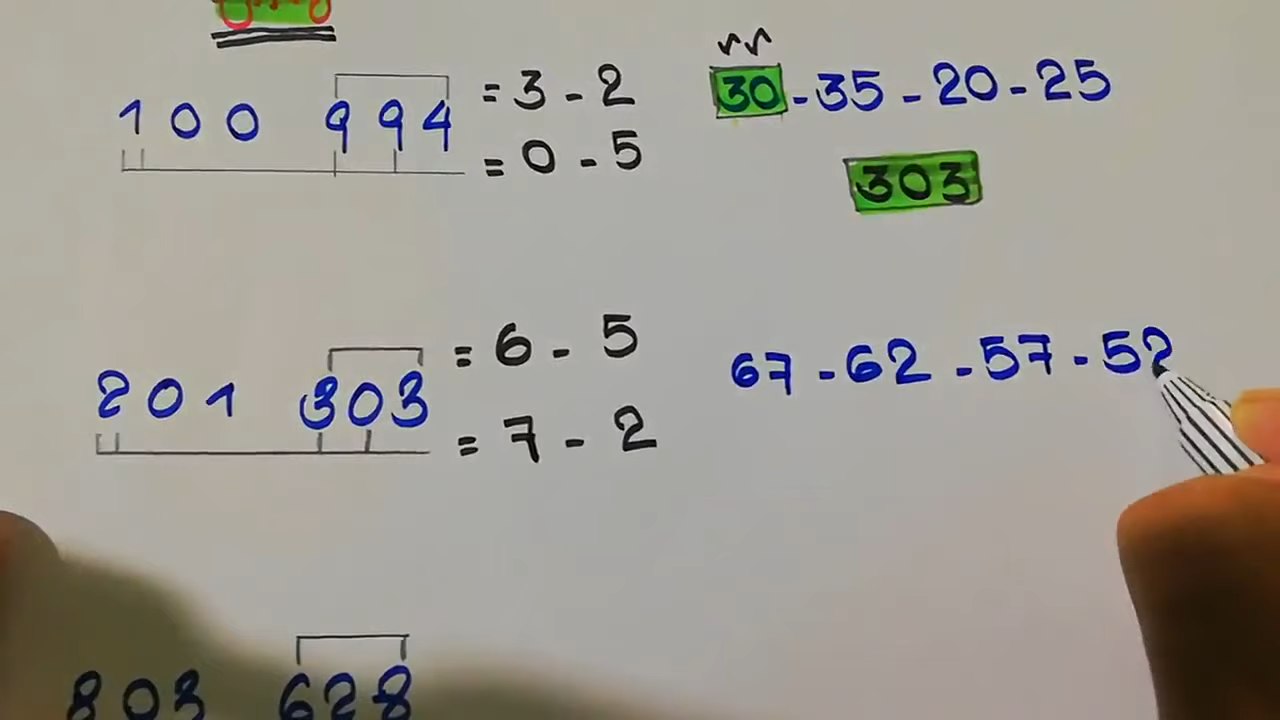 100 994 = 3 - 2
= 0 - 5
30 - 35 - 20 - 25
303
201 303 = 6 - 5
= 7 - 2
67 - 62 - 57 - 52
803 628